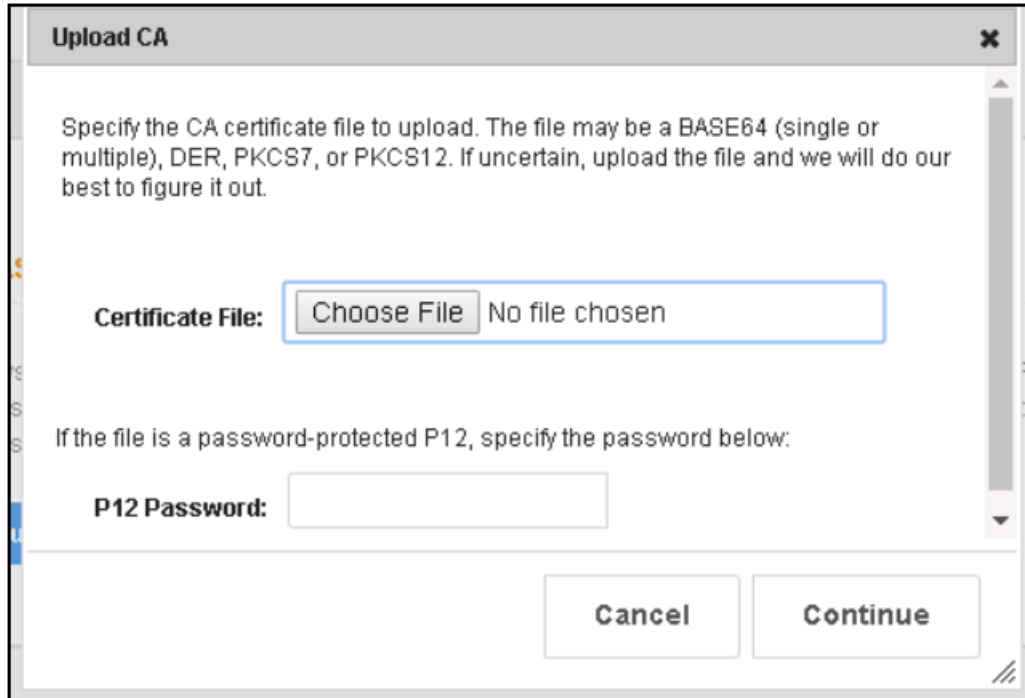 Upload CA
Specify the CA certificate file to upload. The file may be a BASE64 (single or
multiple), DER, PKCS7, or PKCS12. If uncertain, upload the file and we will do our
best to figure it out.
Certificate File: Choose File No file chosen
If the file is a password-protected P12, specify the password below:
P12 Password:
Cancel Continue